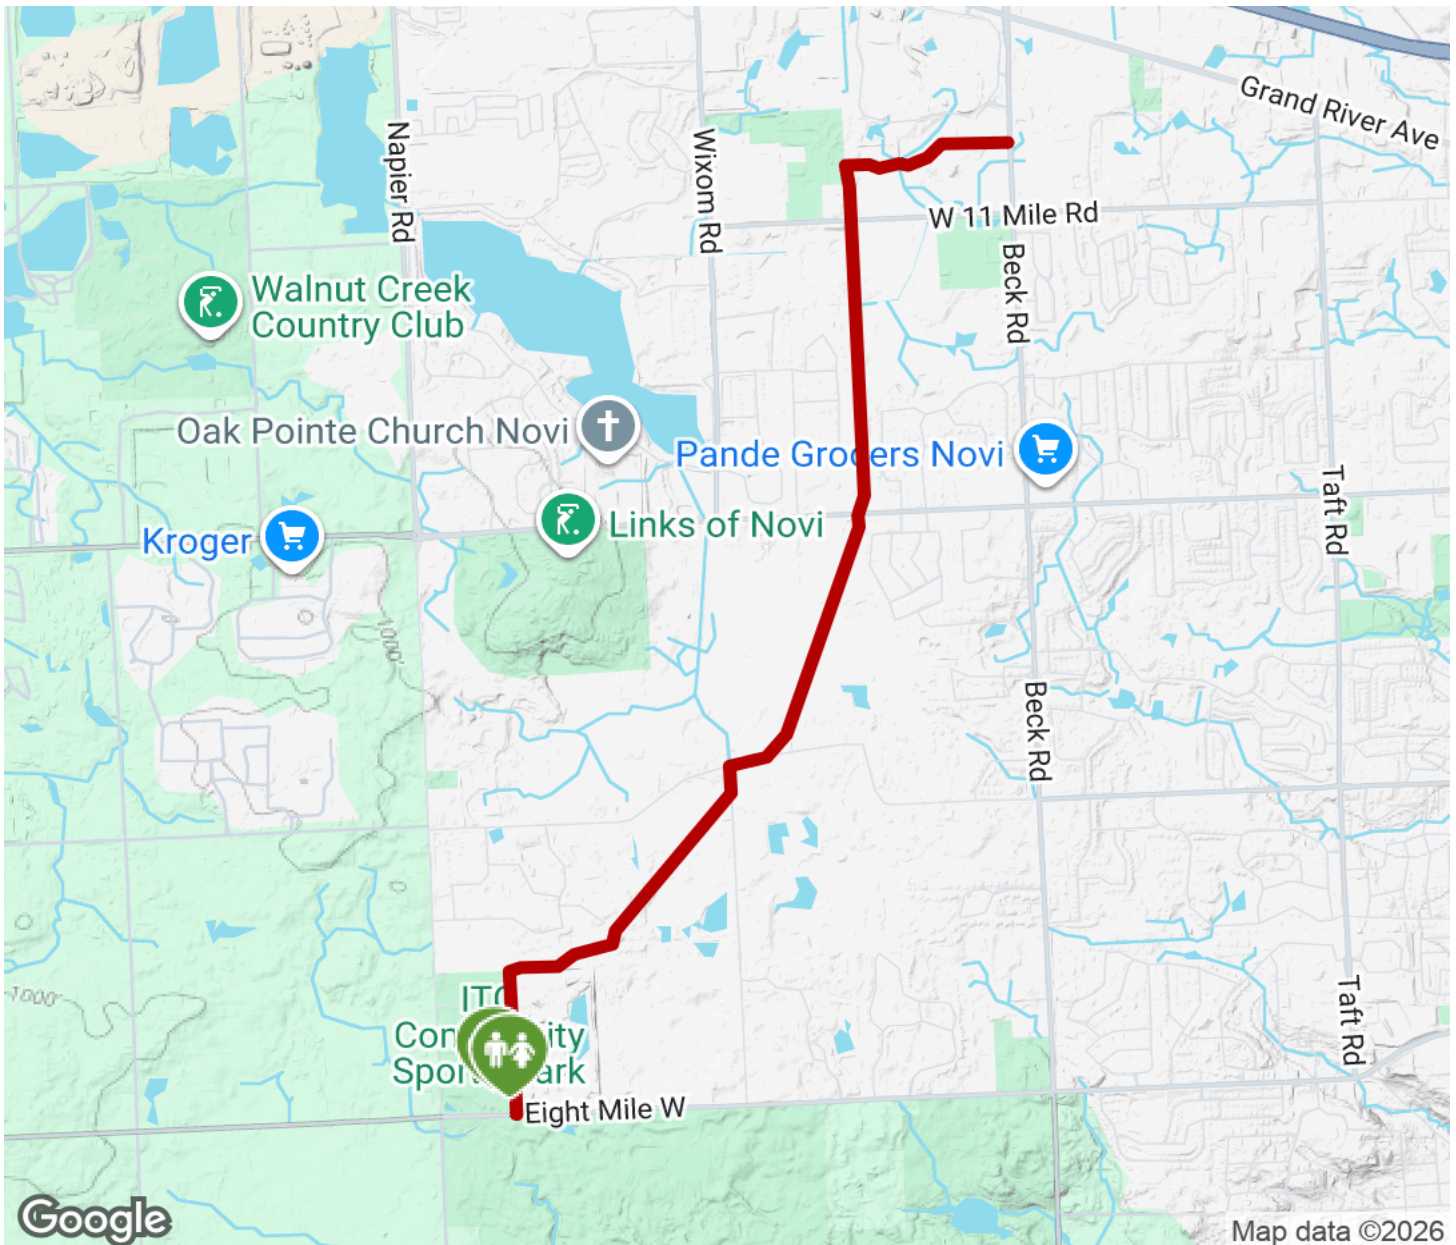 Grand River Ave
Napier Rd
Wixom Rd
W 11 Mile Rd
Beck Rd
Walnut Creek
Country Club
Oak Pointe Church Novi
Pande Grocers Novi
Taft Rd
Links of Novi
Kroger
1000'
Beck Rd
1000'
Taft Rd
Eight Mile W
Google
Map data ©2026